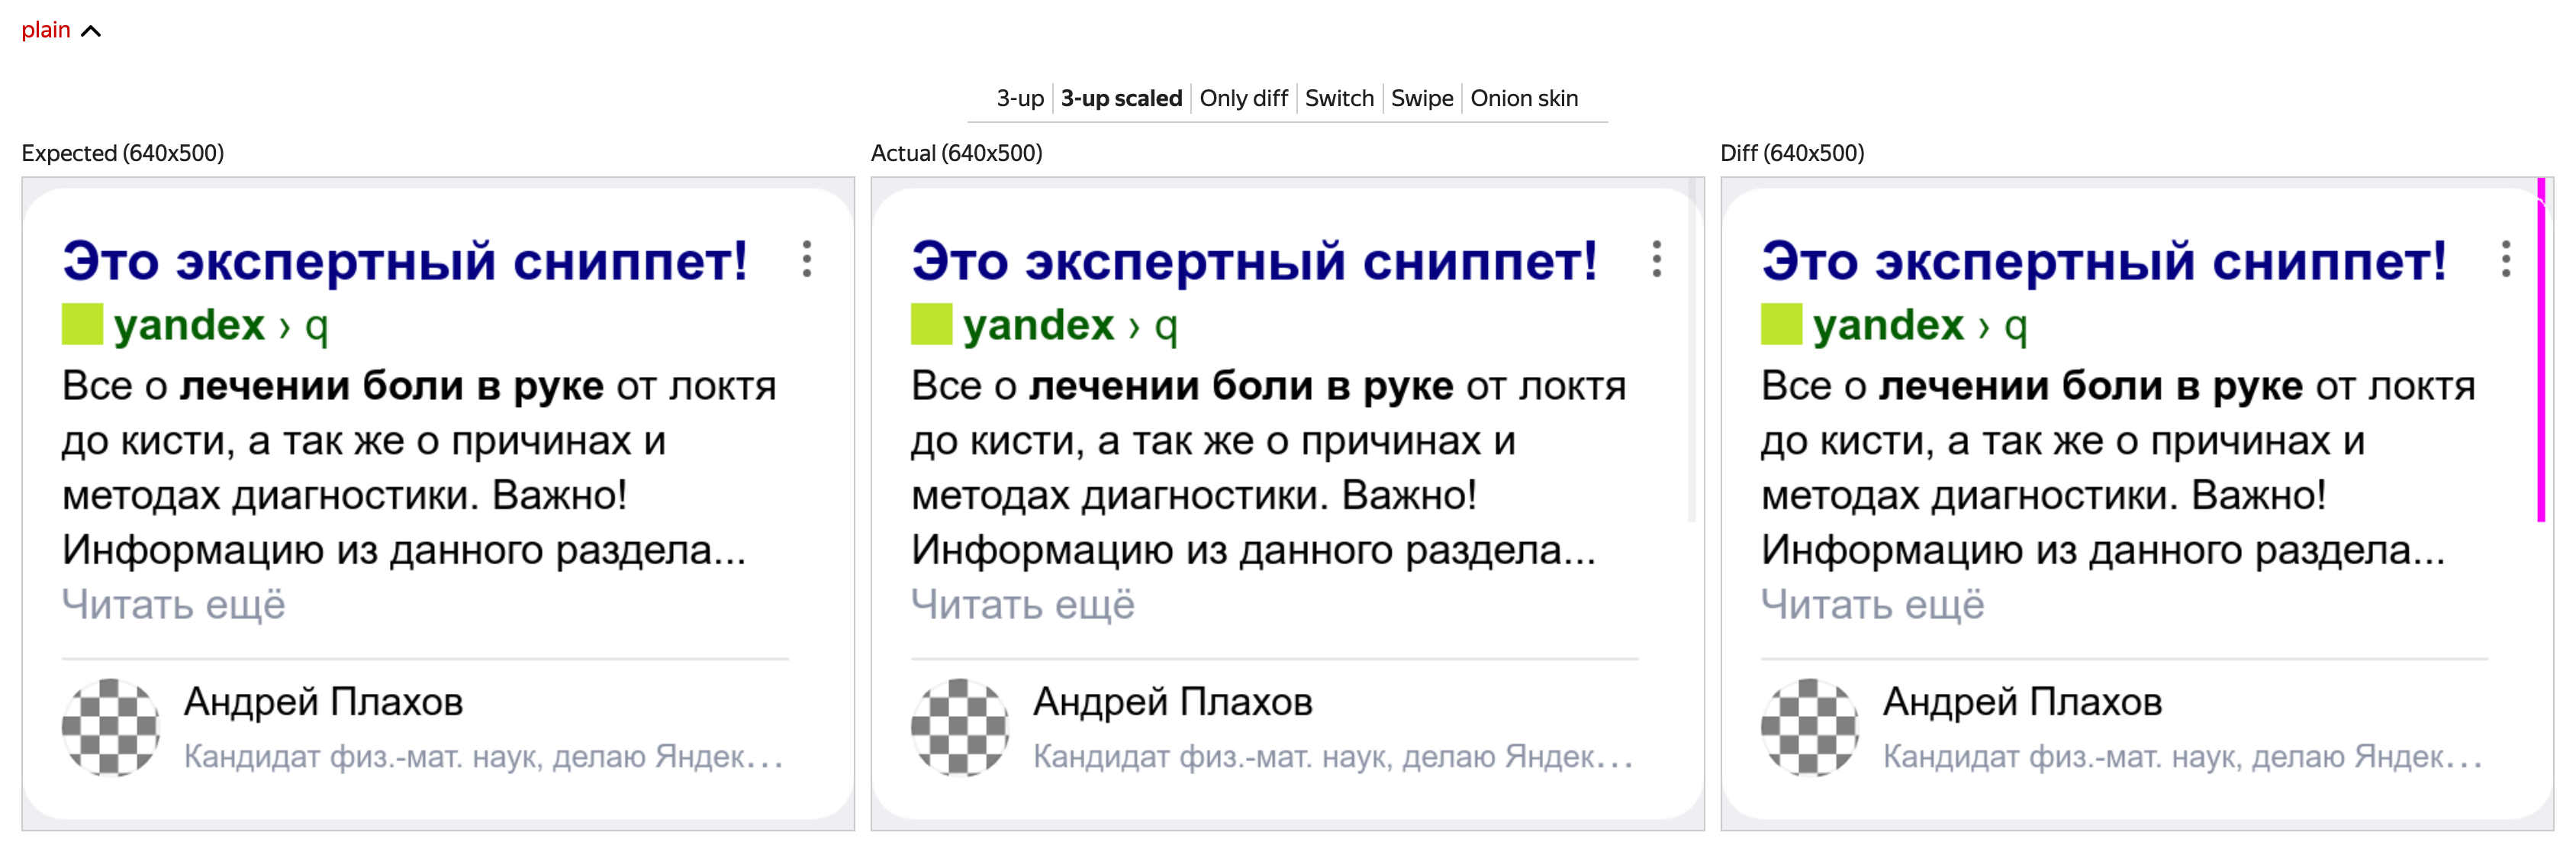 plain
3-up 3-up scaled Only diff Switch Swipe Onion skin
Expected (640x500)
Это экспертный сниппет!
yandex › q
Все о лечении боли в руке от локтя
до кисти, а так же о причинах и
методах диагностики. Важно!
Информацию из данного раздела...
Читать ещё
Андрей Плахов
Кандидат физ.-мат. наук, делаю Яндек...
Actual (640x500)
Это экспертный сниппет!
yandex › q
Все о лечении боли в руке от локтя
до кисти, а так же о причинах и
методах диагностики. Важно!
Информацию из данного раздела...
Читать ещё
Андрей Плахов
Кандидат физ.-мат. наук, делаю Яндек...
Diff (640x500)
Это экспертный сниппет!
yandex › q
Все о лечении боли в руке от локтя
до кисти, а так же о причинах и
методах диагностики. Важно!
Информацию из данного раздела...
Читать ещё
Андрей Плахов
Кандидат физ.-мат. наук, делаю Яндек...